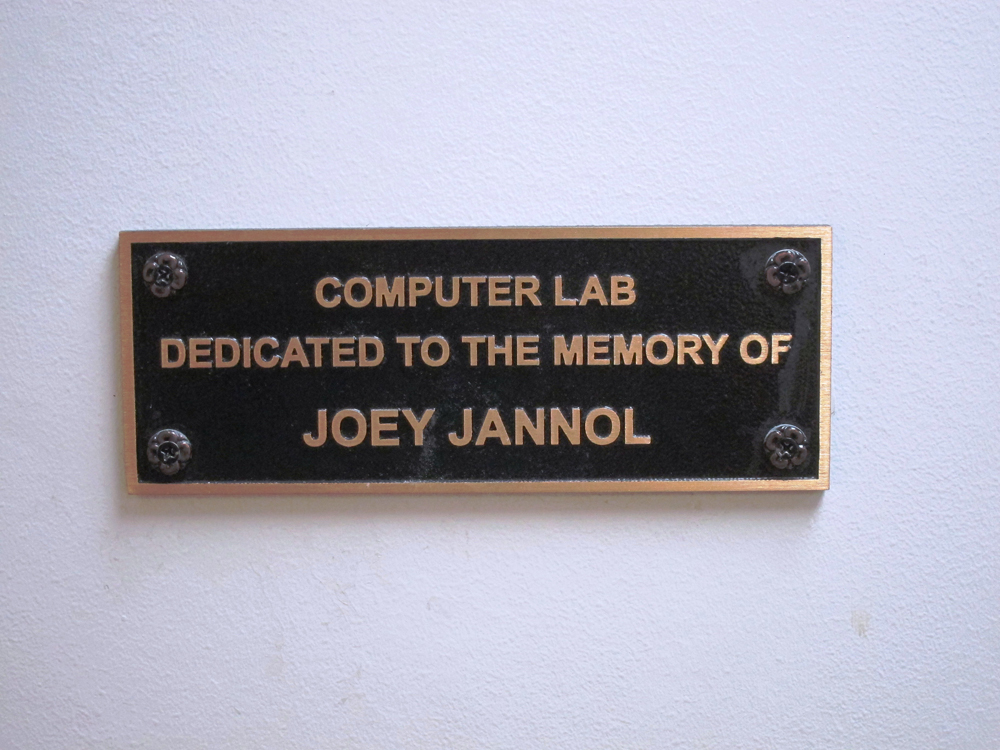 COMPUTER LAB
DEDICATED TO THE MEMORY OF
JOEY JANNOL